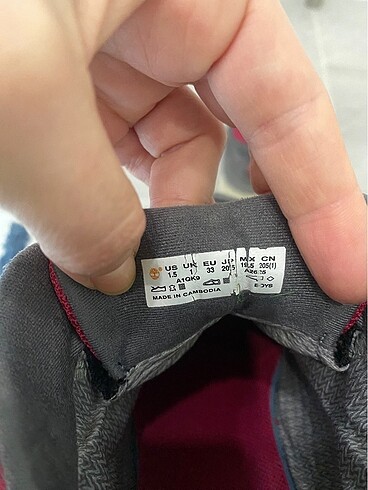 US UK EU JP MX CN
1.5 1 33 20.5 19.5 205(1)
A1QK9
MADE IN CAMBODIA